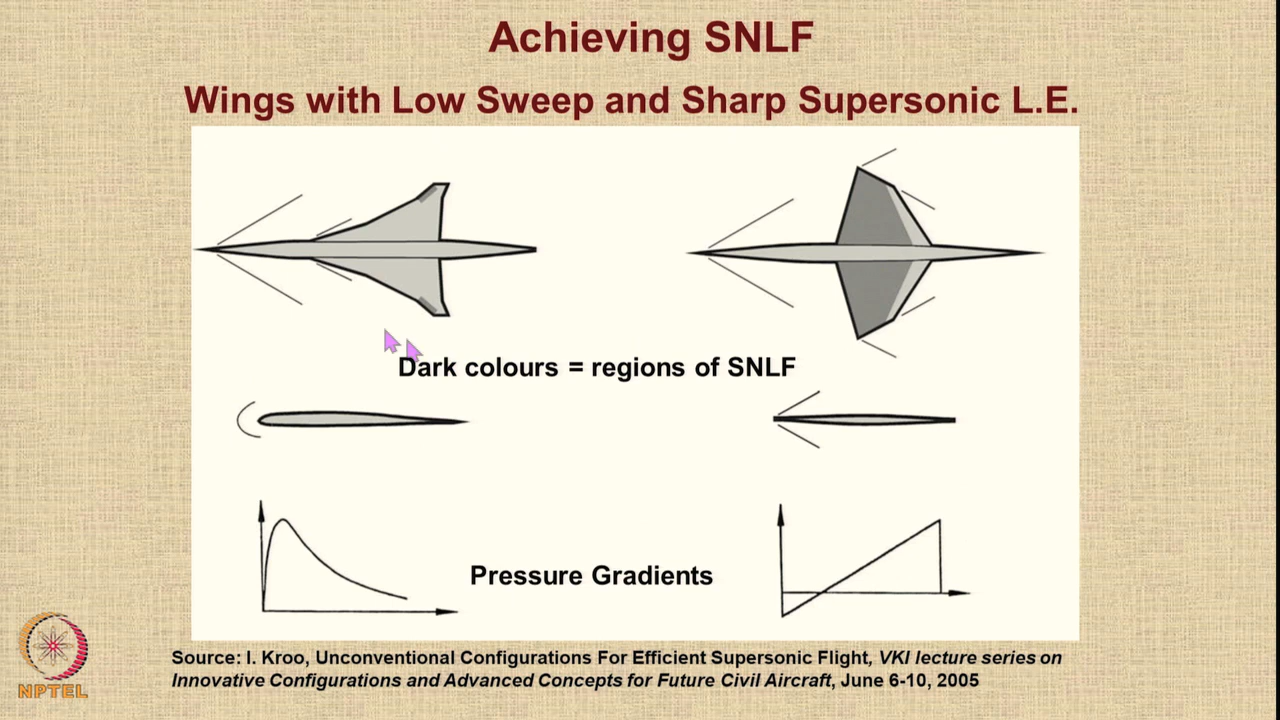 Achieving SNLF
Wings with Low Sweep and Sharp Supersonic L.E.
Dark colours = regions of SNLF
Pressure Gradients
Source: I. Kroo, Unconventional Configurations For Efficient Supersonic Flight, VKI lecture series on
Innovative Configurations and Advanced Concepts for Future Civil Aircraft, June 6-10, 2005
NPTEL